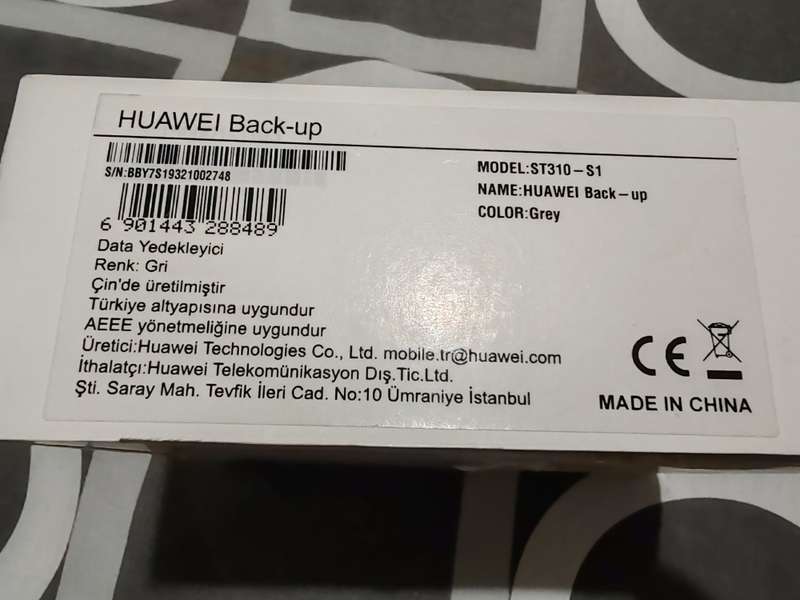 HUAWEI Back-up
S/N:BBY7S19321002748
MODEL:ST310-S1
NAME:HUAWEI Back-up
COLOR:Grey
6 901443 288489
Data Yedekleyici
Renk: Gri
Çin'de üretilmiştir
Türkiye altyapısına uygundur
AEEE yönetmeliğine uygundur
Üretici:Huawei Technologies Co., Ltd. mobile.tr@huawei.com
İthalatçı:Huawei Telekomünikasyon Dış.Tic.Ltd.
Şti. Saray Mah. Tevfik İleri Cad. No:10 Ümraniye İstanbul
CE
MADE IN CHINA